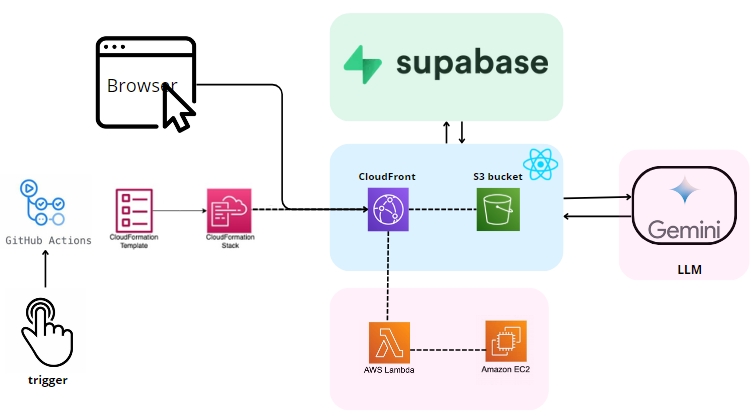 Browser
supabase
CloudFront
S3 bucket
GitHub Actions
CloudFormation
Template
CloudFormation
Stack
Gemini
LLM
AWS Lambda
Amazon EC2
trigger